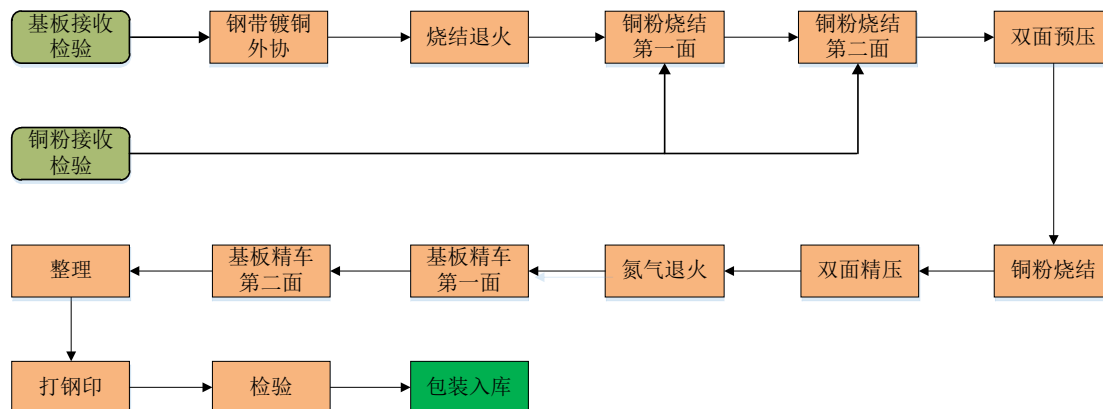 基板接收
检验
钢带镀铜
外协
烧结退火
铜粉烧结
第一面
铜粉烧结
第二面
双面预压
铜粉接收
检验
整理
基板精车
第二面
基板精车
第一面
氮气退火
双面精压
铜粉烧结
打钢印
检验
包装入库